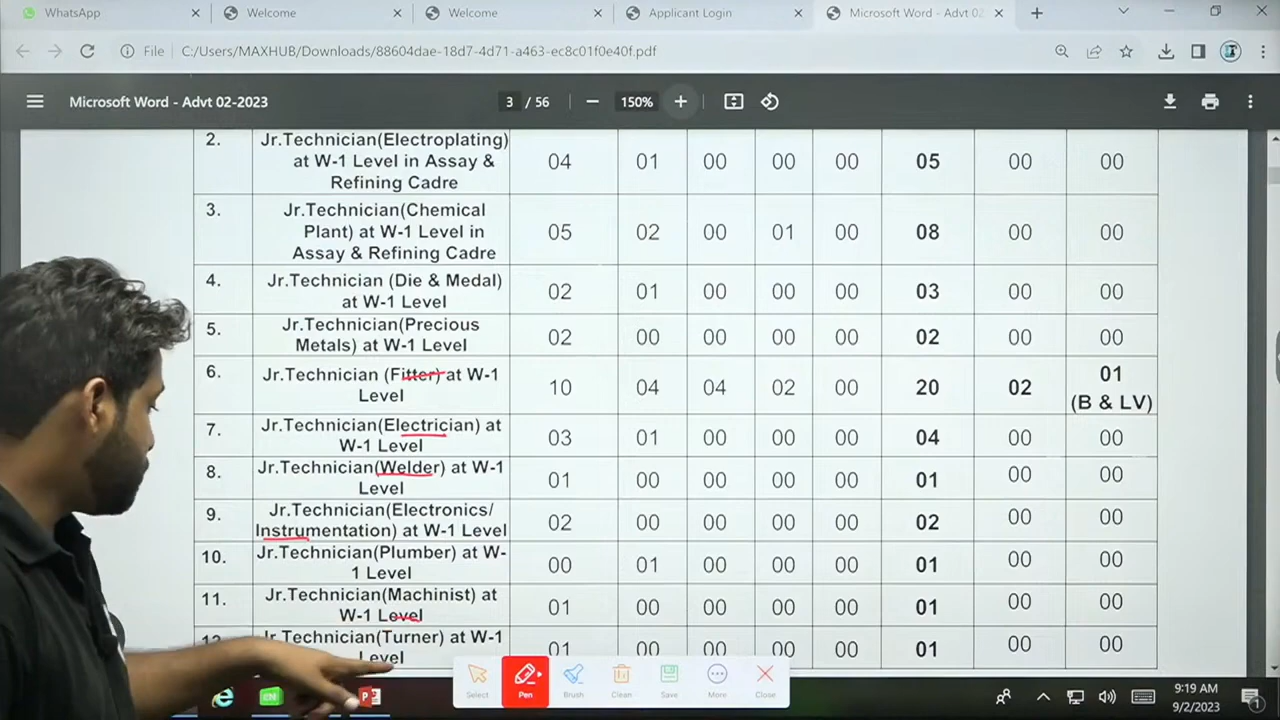 WhatsApp
Welcome
Welcome
Applicant Login
Microsoft Word - Advt 02
File C:/Users/MAXHUB/Downloads/88604dae-18d7-4d71-a463-ec8c01f0e40f.pdf
Microsoft Word - Advt 02-2023 3 / 56 150%
2. Jr.Technician(Electroplating) at W-1 Level in Assay & Refining Cadre 04 01 00 00 00 05 00 00
3. Jr.Technician(Chemical Plant) at W-1 Level in Assay & Refining Cadre 05 02 00 01 00 08 00 00
4. Jr.Technician (Die & Medal) at W-1 Level 02 01 00 00 00 03 00 00
5. Jr.Technician(Precious Metals) at W-1 Level 02 00 00 00 00 02 00 00
6. Jr.Technician (Fitter) at W-1 Level 10 04 04 02 00 20 02 01 (B & LV)
7. Jr.Technician(Electrician) at W-1 Level 03 01 00 00 00 04 00 00
8. Jr.Technician(Welder) at W-1 Level 01 00 00 00 00 01 00 00
9. Jr.Technician(Electronics/ Instrumentation) at W-1 Level 02 00 00 00 00 02 00 00
10. Jr.Technician(Plumber) at W-1 Level 00 01 00 00 00 01 00 00
11. Jr.Technician(Machinist) at W-1 Level 01 00 00 00 00 01 00 00
12. Jr.Technician(Turner) at W-1 Level 01 00 00 00 00 01 00 00
Select Pen Brush Clean Save More Close
EN
9:19 AM
9/2/2023
1